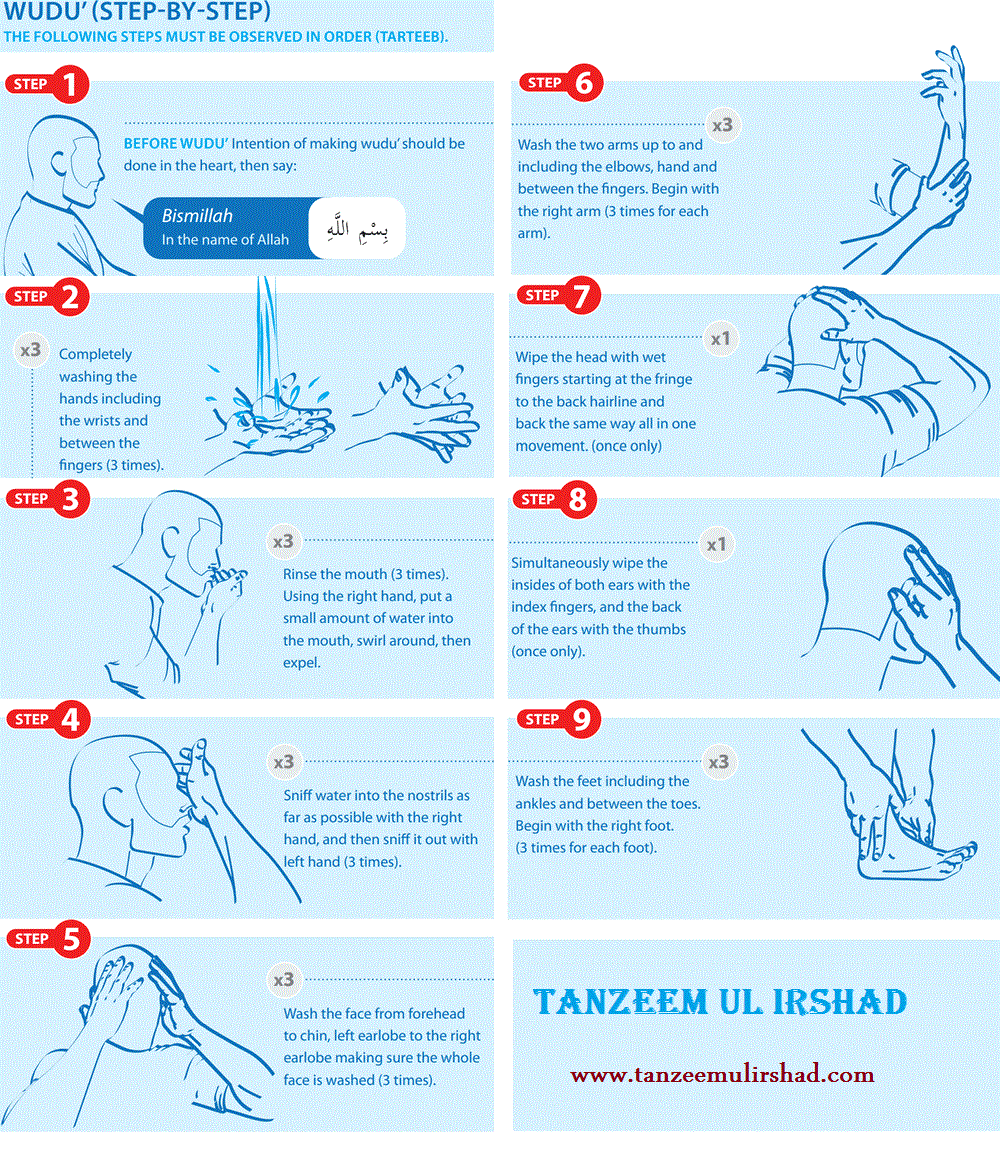 WUDU’ (STEP-BY-STEP)
THE FOLLOWING STEPS MUST BE OBSERVED IN ORDER (TARTEEB).
STEP 1
BEFORE WUDU’ Intention of making wudu’ should be
done in the heart, then say:
Bismillah
In the name of Allah
بِسْمِ اللَّهِ
STEP 2
x3
Completely
washing the
hands including
the wrists and
between the
fingers (3 times).
STEP 3
x3
Rinse the mouth (3 times).
Using the right hand, put a
small amount of water into
the mouth, swirl around, then
expel.
STEP 4
x3
Sniff water into the nostrils as
far as possible with the right
hand, and then sniff it out with
left hand (3 times).
STEP 5
x3
Wash the face from forehead
to chin, left earlobe to the right
earlobe making sure the whole
face is washed (3 times).
STEP 6
x3
Wash the two arms up to and
including the elbows, hand and
between the fingers. Begin with
the right arm (3 times for each
arm).
STEP 7
x1
Wipe the head with wet
fingers starting at the fringe
to the back hairline and
back the same way all in one
movement. (once only)
STEP 8
x1
Simultaneously wipe the
insides of both ears with the
index fingers, and the back
of the ears with the thumbs
(once only).
STEP 9
x3
Wash the feet including the
ankles and between the toes.
Begin with the right foot.
(3 times for each foot).
TANZEEM UL IRSHAD
www.tanzeemulirshad.com